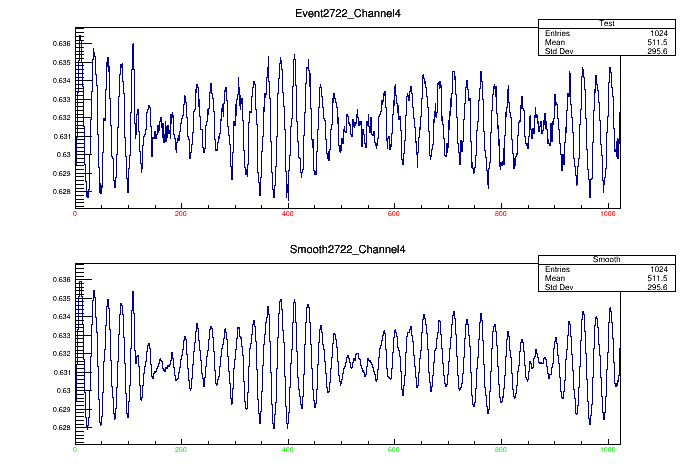 Event2722_Channel4
Test
Entries 1024
Mean 511.5
Std Dev 295.6
0.636
0.635
0.634
0.633
0.632
0.631
0.63
0.629
0.628
0 200 400 600 800 1000
Smooth2722_Channel4
Smooth
Entries 1024
Mean 511.5
Std Dev 295.6
0.636
0.635
0.634
0.633
0.632
0.631
0.63
0.629
0.628
0 200 400 600 800 1000